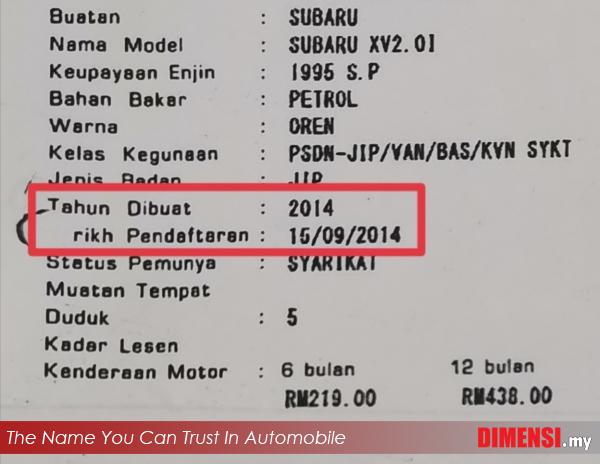 Buatan : SUBARU
Nama Model : SUBARU XV2.0I
Keupayaan Enjin : 1995 S.P
Bahan Bakar : PETROL
Warna : OREN
Kelas Kegunaan : PSDN-JIP/VAN/BAS/KVN SYKT
Jenis Badan : JIP
Tahun Dibuat : 2014
rikh Pendaftaran : 15/09/2014
Status Pemunya : SYARIKAT
Muatan Tempat
Duduk : 5
Kadar Lesen
Kenderaan Motor : 6 bulan 12 bulan
RM219.00 RM438.00
The Name You Can Trust In Automobile DIMENSI.my